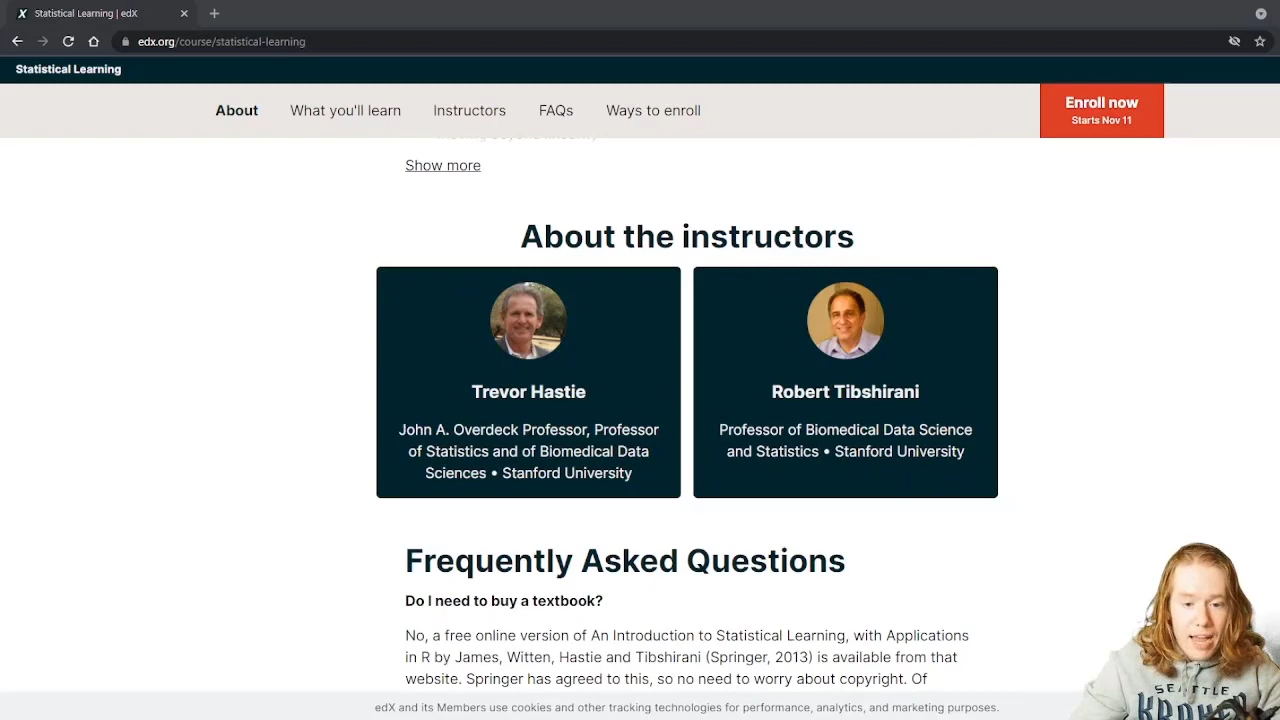 Statistical Learning | edX
edx.org/course/statistical-learning
Statistical Learning
About What you'll learn Instructors FAQs Ways to enroll
Enroll now
Starts Nov 11
Show more
About the instructors
Trevor Hastie
John A. Overdeck Professor, Professor
of Statistics and of Biomedical Data
Sciences • Stanford University
Robert Tibshirani
Professor of Biomedical Data Science
and Statistics • Stanford University
Frequently Asked Questions
Do I need to buy a textbook?
No, a free online version of An Introduction to Statistical Learning, with Applications
in R by James, Witten, Hastie and Tibshirani (Springer, 2013) is available from that
website. Springer has agreed to this, so no need to worry about copyright. Of
edX and its Members use cookies and other tracking technologies for performance, analytics, and marketing purposes.
SEATTLE